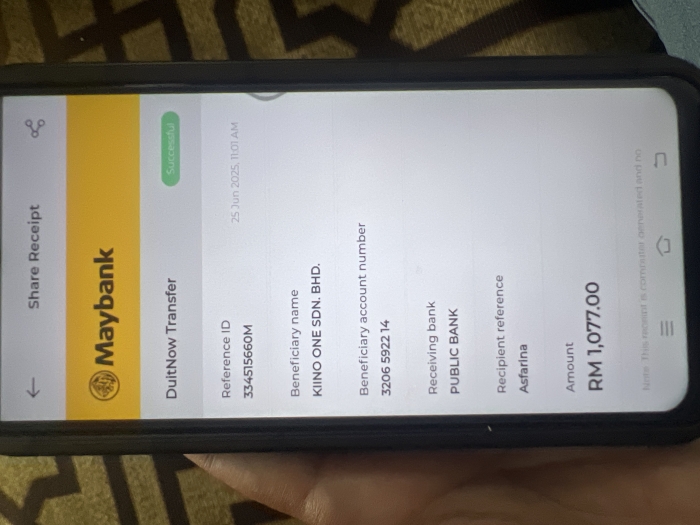 Share Receipt
Maybank
DuitNow Transfer
Successful
Reference ID
334515660M
25 Jun 2025, 11:01 AM
Beneficiary name
KIINO ONE SDN. BHD.
Beneficiary account number
3206 5922 14
Receiving bank
PUBLIC BANK
Recipient reference
Asfarina
Amount
RM 1,077.00
Note: This receipt is computer generated and no